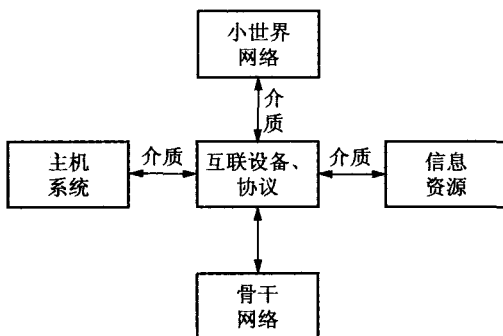 小世界
网络
介
质
主机
系统
介质
互联设备、
协议
介质
信息
资源
骨干
网络